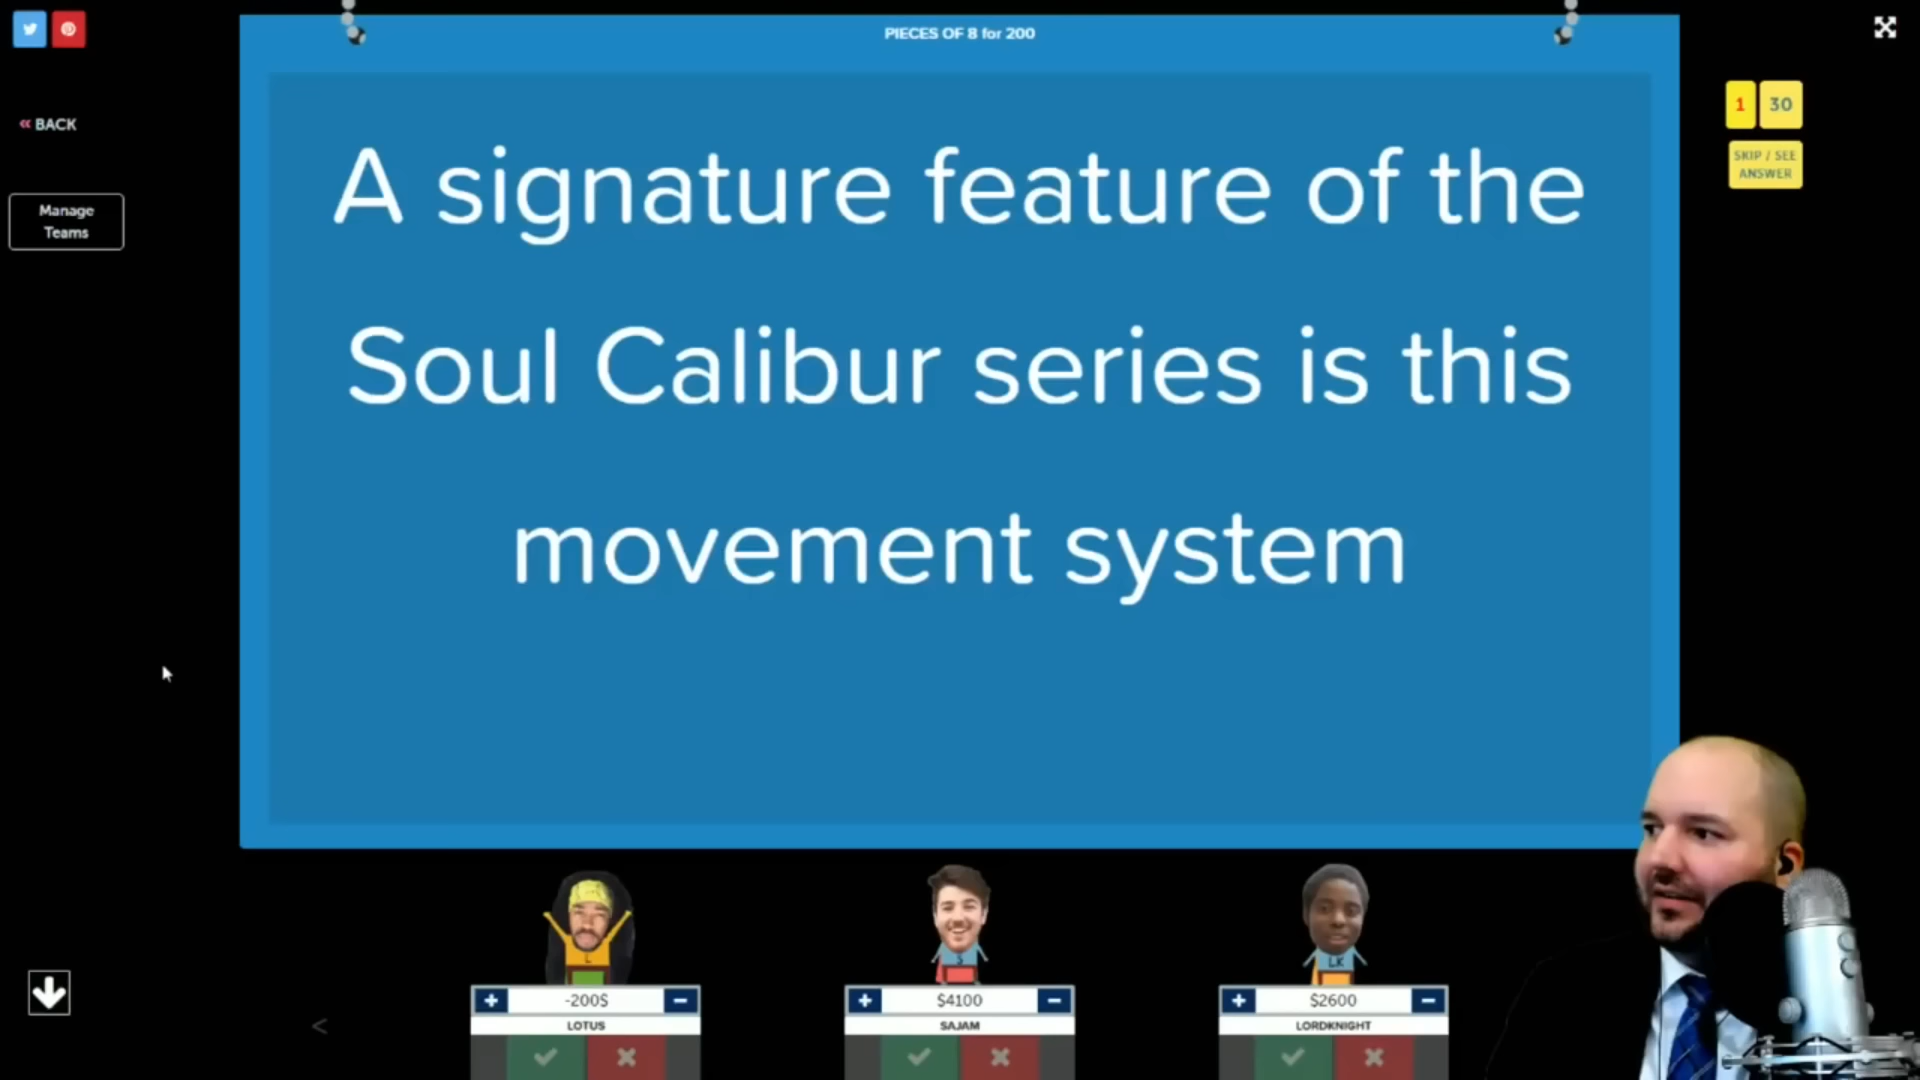 PIECES OF 8 for 200
« BACK
1 30
SKIP / SEE
ANSWER
Manage
Teams
A signature feature of the
Soul Calibur series is this
movement system
L
S
LK
+ -200$ −
LOTUS
+ $4100 −
SAJAM
+ $2600 −
LORDKNIGHT
<